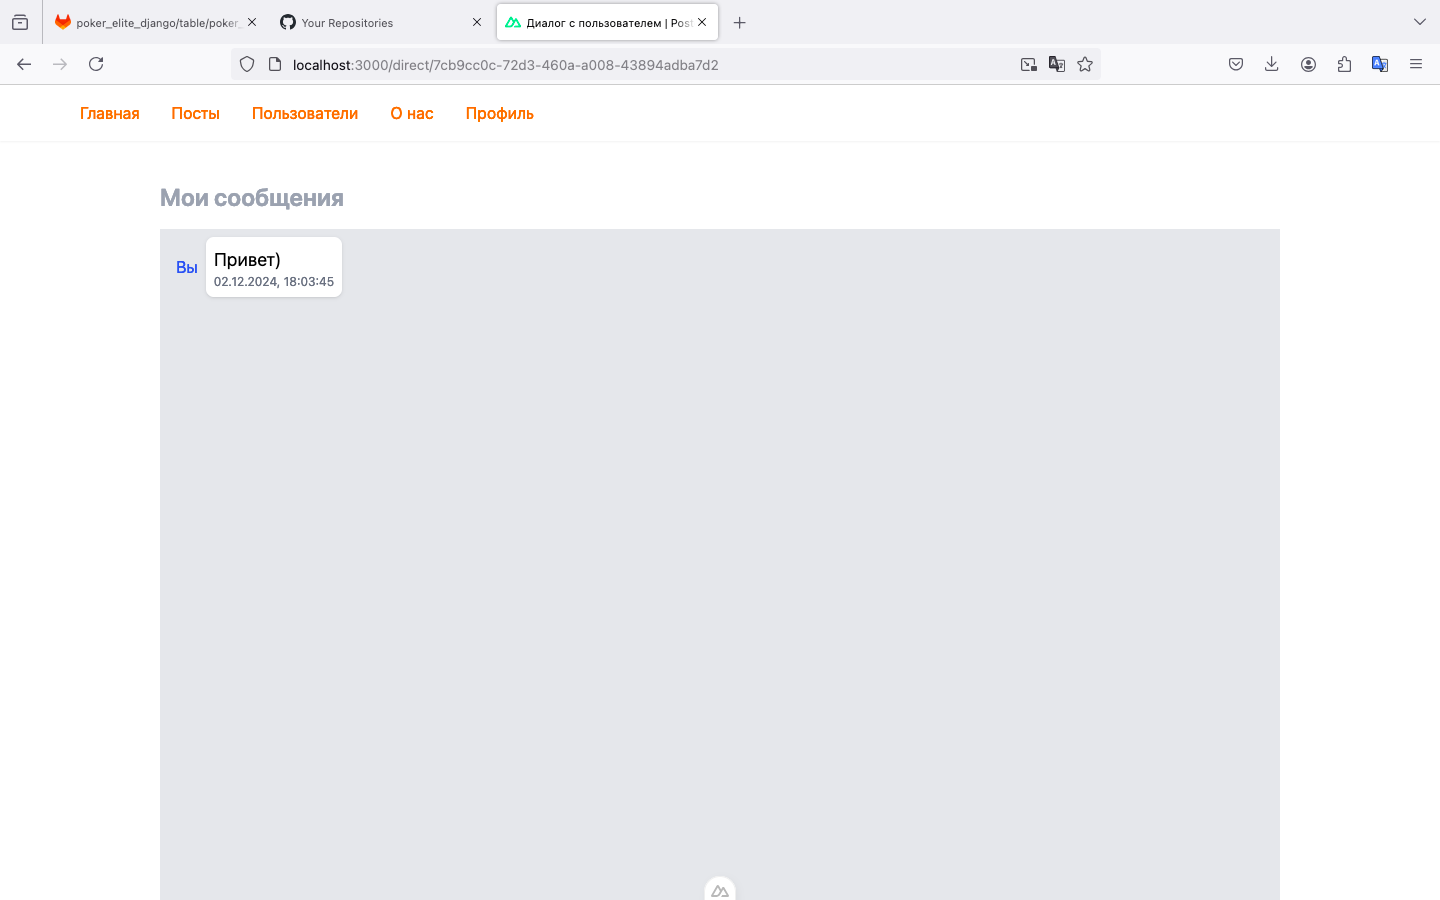 poker_elite_django/table/poker_
Your Repositories
Диалог с пользователем | Post
localhost:3000/direct/7cb9cc0c-72d3-460a-a008-43894adba7d2
Главная Посты Пользователи О нас Профиль
Мои сообщения
Вы
Привет)
02.12.2024, 18:03:45